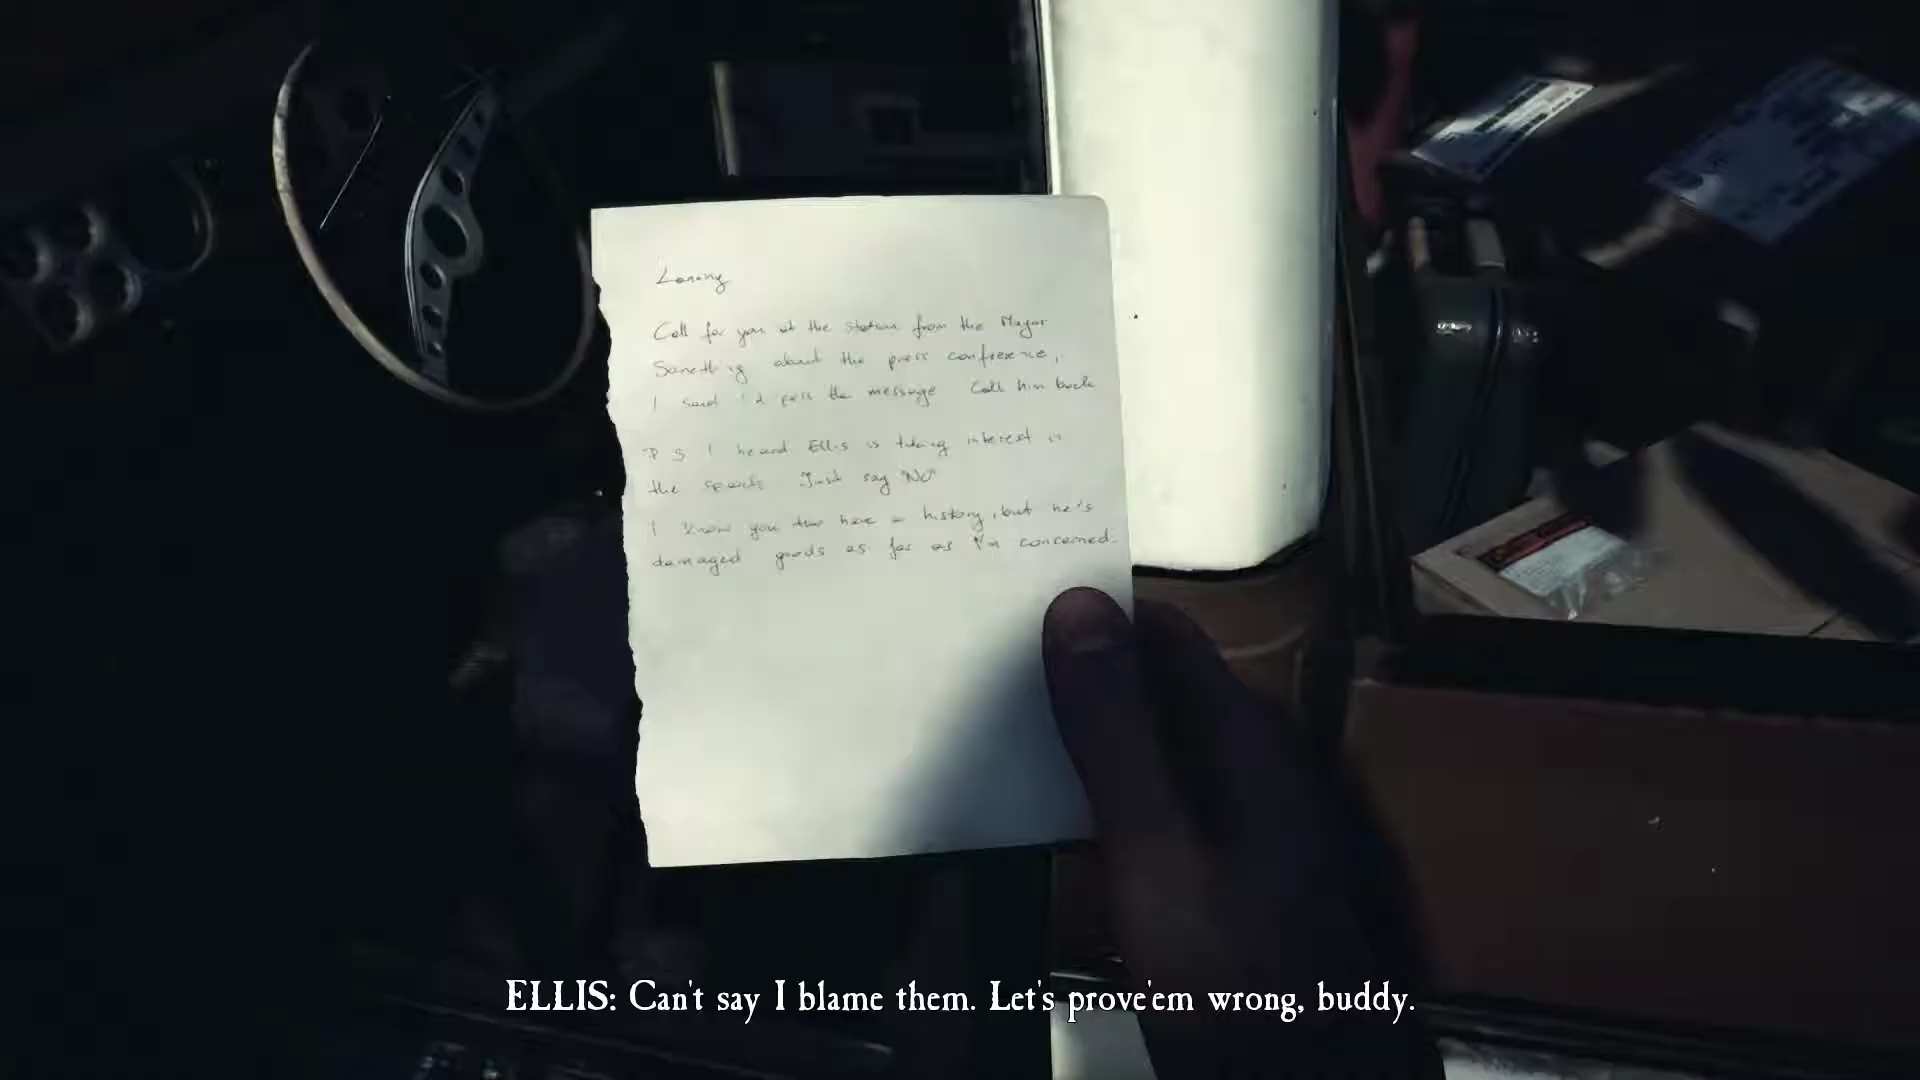 Lanning
Call for you at the station from the Mayor
Something about the press conference,
I said I'd pass the message Call him back
P S I heard Ellis is taking interest in
the Just say "NO"
I know you two have a history, but he's
damaged goods as far as I'm concerned.
ELLIS: Can't say I blame them. Let's prove'em wrong, buddy.